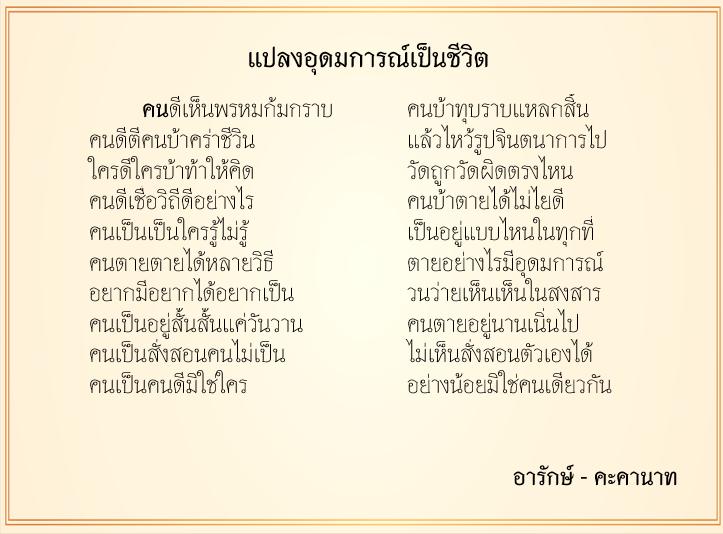 แปลงอุดมการณ์เป็นชีวิต
คนดีเห็นพรหมก้มกราบ คนบ้าทุบราบแหลกสิ้น
คนดีตีคนบ้าคร่าชีวิน แล้วไหว้รูปจินตนาการไป
ใครดีใครบ้าท้าให้คิด วัดถูกวัดผิดตรงไหน
คนดีเชื่อวิถีดีอย่างไร คนบ้าตายได้ไม่ไยดี
คนเป็นเป็นใครรู้ไม่รู้ เป็นอยู่แบบไหนในทุกที่
คนตายตายได้หลายวิธี ตายอย่างไรมีอุดมการณ์
อยากมีอยากได้อยากเป็น วนว่ายเห็นเห็นในสงสาร
คนเป็นอยู่สั้นสั้นแค่วันวาน คนตายอยู่นานเนิ่นไป
คนเป็นสั่งสอนคนไม่เป็น ไม่เห็นสั่งสอนตัวเองได้
คนเป็นคนดีมิใช่ใคร อย่างน้อยมิใช่คนเดียวกัน
อารักษ์ - คะคานาท